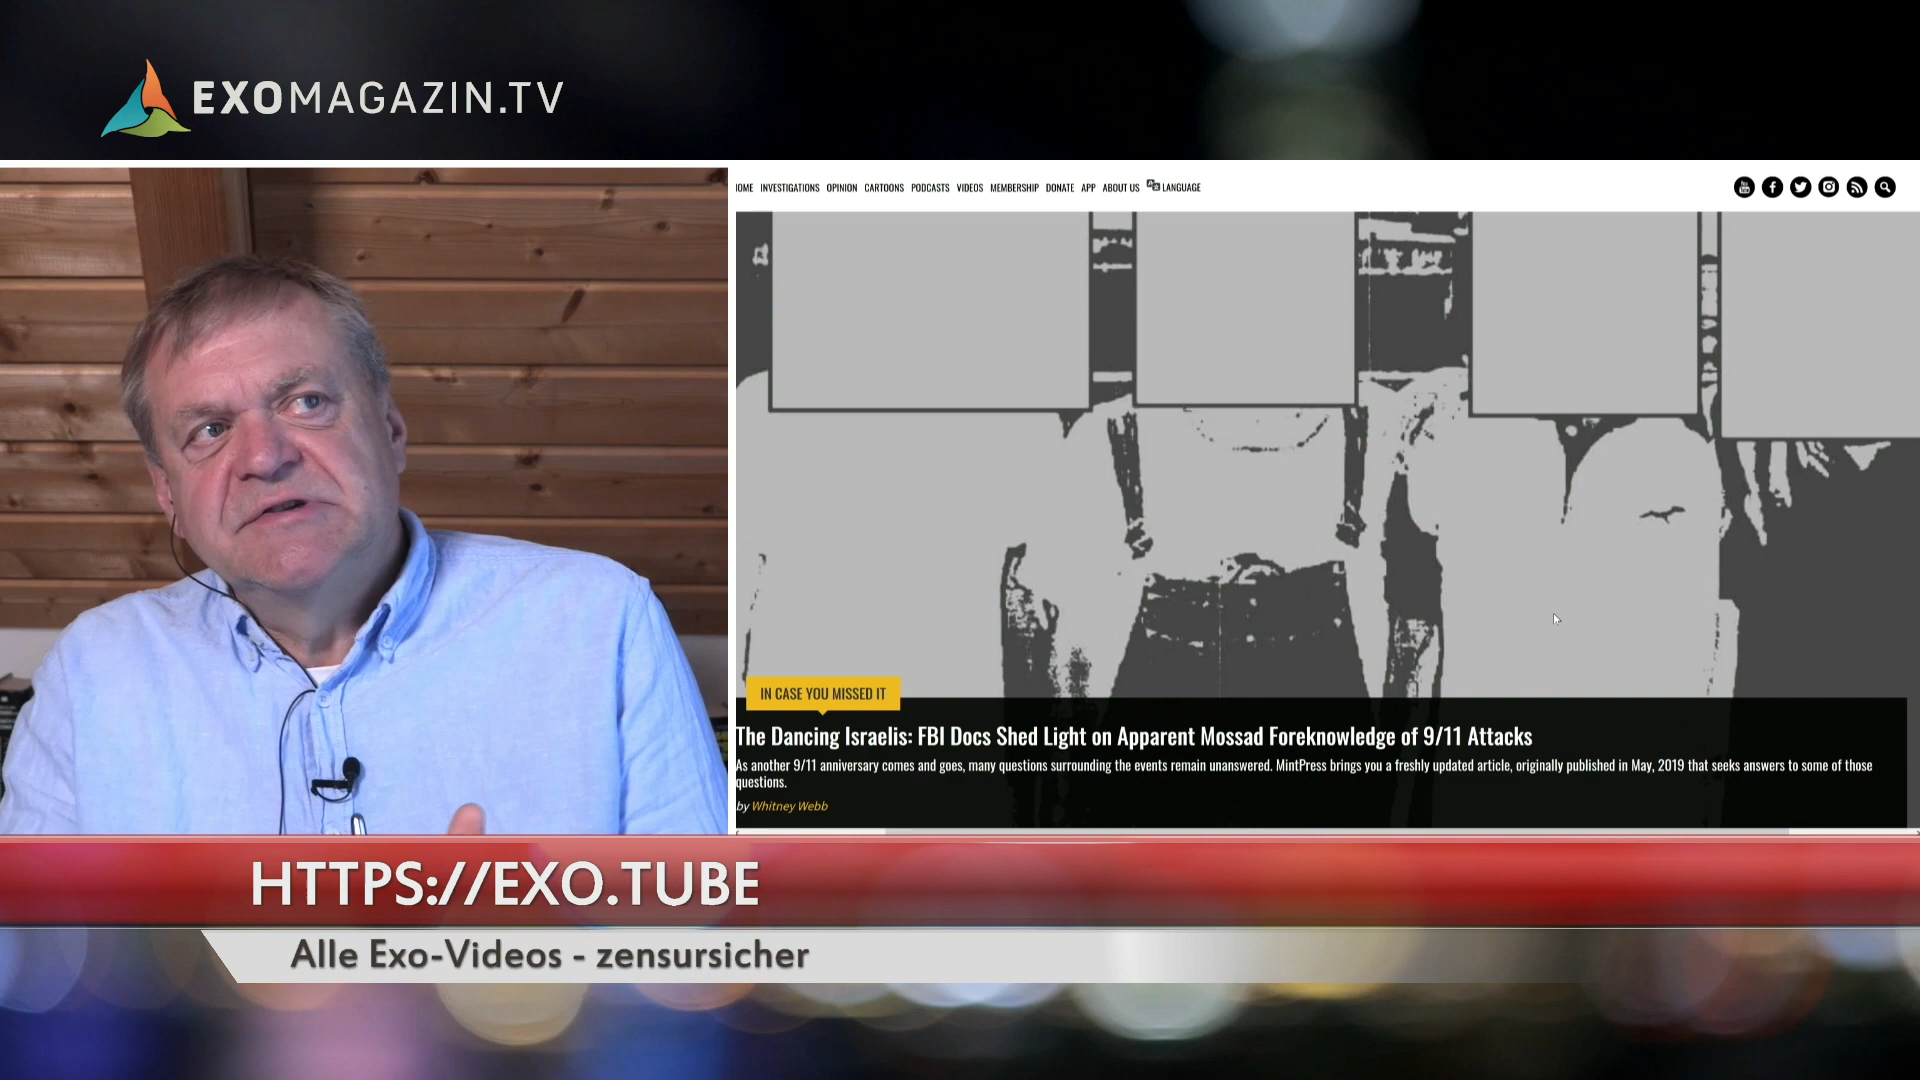 EXOMAGAZIN.TV
OME INVESTIGATIONS OPINION CARTOONS PODCASTS VIDEOS MEMBERSHIP DONATE APP ABOUT US LANGUAGE
IN CASE YOU MISSED IT
The Dancing Israelis: FBI Docs Shed Light on Apparent Mossad Foreknowledge of 9/11 Attacks
As another 9/11 anniversary comes and goes, many questions surrounding the events remain unanswered. MintPress brings you a freshly updated article, originally published in May, 2019 that seeks answers to some of those
questions.
by Whitney Webb
HTTPS://EXO.TUBE
Alle Exo-Videos - zensursicher